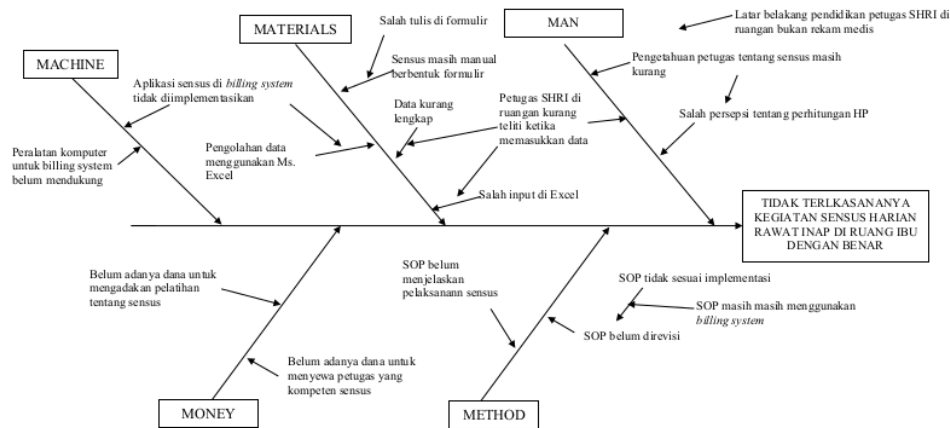 MACHINE
Aplikasi sensus di billing system
tidak diimplementasikan
Peralatan komputer
untuk billing system
belum mendukung
MATERIALS
Salah tulis di formulir
Sensus masih manual
berbentuk formulir
Data kurang
lengkap
Pengolahan data
menggunakan Ms.
Excel
Petugas SHRI di
ruangan kurang
teliti ketika
memasukkan data
Salah input di Excel
MAN
Latar belakang pendidikan petugas SHRI di
ruangan bukan rekam medis
Pengetahuan petugas tentang sensus masih
kurang
Salah persepsi tentang perhitungan HP
TIDAK TERLKASANANYA
KEGIATAN SENSUS HARIAN
RAWAT INAP DI RUANG IBU
DENGAN BENAR
Belum adanya dana untuk
mengadakan pelatihan
tentang sensus
Belum adanya dana untuk
menyewa petugas yang
kompeten sensus
MONEY
SOP belum
menjelaskan
pelaksanann sensus
SOP tidak sesuai implementasi
SOP masih masih menggunakan
billing system
SOP belum direvisi
METHOD